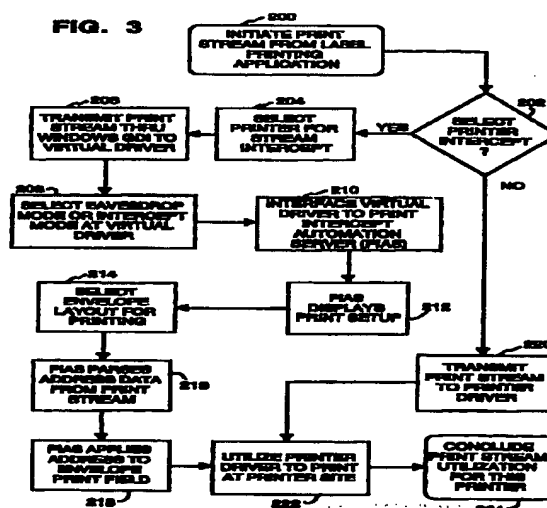 FIG. 3
200
INITIATE PRINT
STREAM FROM LABEL
PRINTING
APPLICATION
202
SELECT
PRINTER
INTERCEPT
?
YES
NO
204
SELECT
PRINTER FOR
STREAM
INTERCEPT
206
TRANSMIT PRINT
STREAM THRU
WINDOWS GDI TO
VIRTUAL DRIVER
208
SELECT EAVESDROP
MODE OR INTERCEPT
MODE AT VIRTUAL
DRIVER
210
INTERFACE VIRTUAL
DRIVER TO PRINT
INTERCEPT
AUTOMATION
SERVER (PIAS)
212
PIAS
DISPLAYS
PRINT SETUP
214
SELECT
ENVELOPE
LAYOUT FOR
PRINTING
216
PIAS PARSES
ADDRESS DATA
FROM PRINT
STREAM
218
PIAS APPLIES
ADDRESS TO
ENVELOPE
PRINT FIELD
TRANSMIT
PRINT STREAM
TO PRINTER
DRIVER
222
UTILIZE PRINTER
DRIVER TO PRINT
AT PRINTER SITE
CONCLUDE
PRINT STREAM
UTILIZATION
FOR THIS
PRINTER